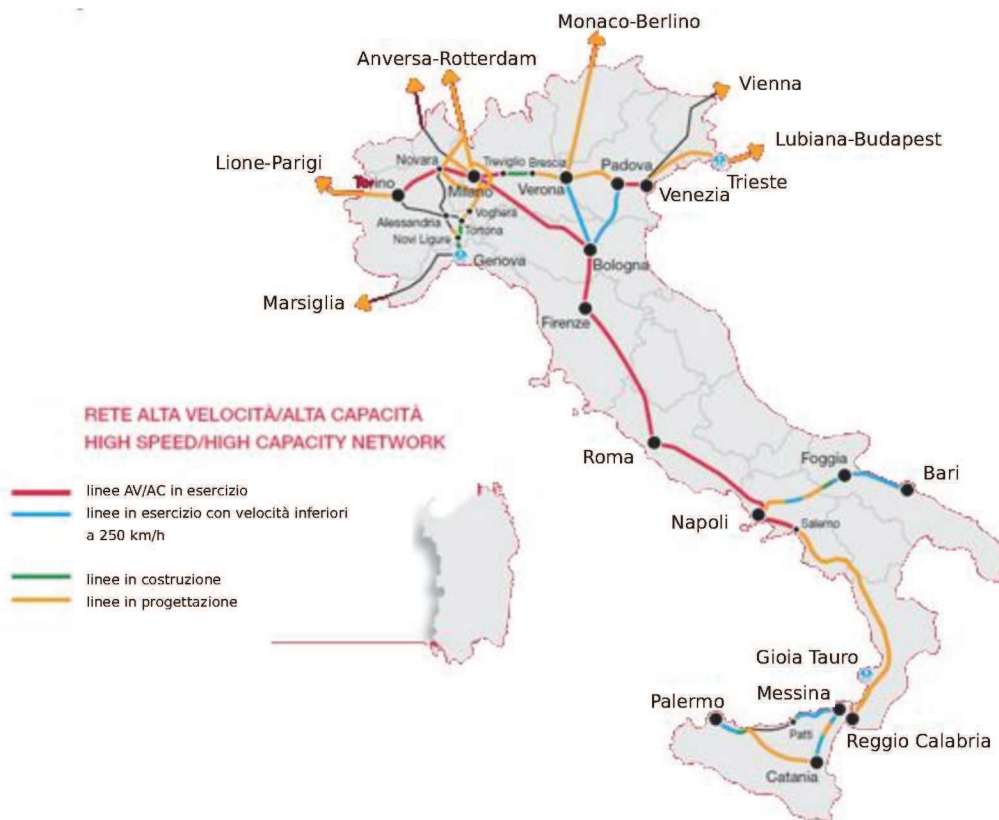 Monaco-Berlino
Anversa-Rotterdam
Vienna
Lubiana-Budapest
Lione-Parigi
Novara
Treviglio
Brescia
Padova
Torino
Milano
Verona
Venezia
Trieste
Alessandria
Voghera
Tortona
Novi Ligure
Genova
Bologna
Marsiglia
Firenze
RETE ALTA VELOCITÀ/ALTA CAPACITÀ
HIGH SPEED/HIGH CAPACITY NETWORK
linee AV/AC in esercizio
linee in esercizio con velocità inferiori
a 250 km/h
linee in costruzione
linee in progettazione
Roma
Foggia
Bari
Napoli
Salerno
Gioia Tauro
Messina
Palermo
Patti
Reggio Calabria
Catania